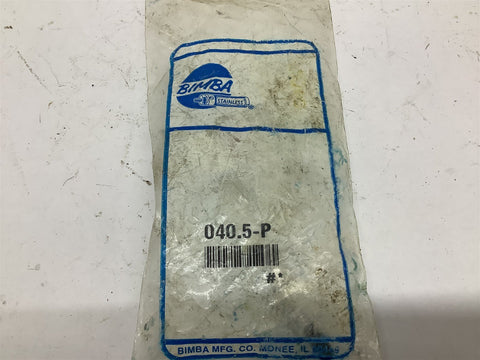 BIMBA
STAINLESS
®
040.5-P
#*
BIMBA MFG. CO. MONEE, IL